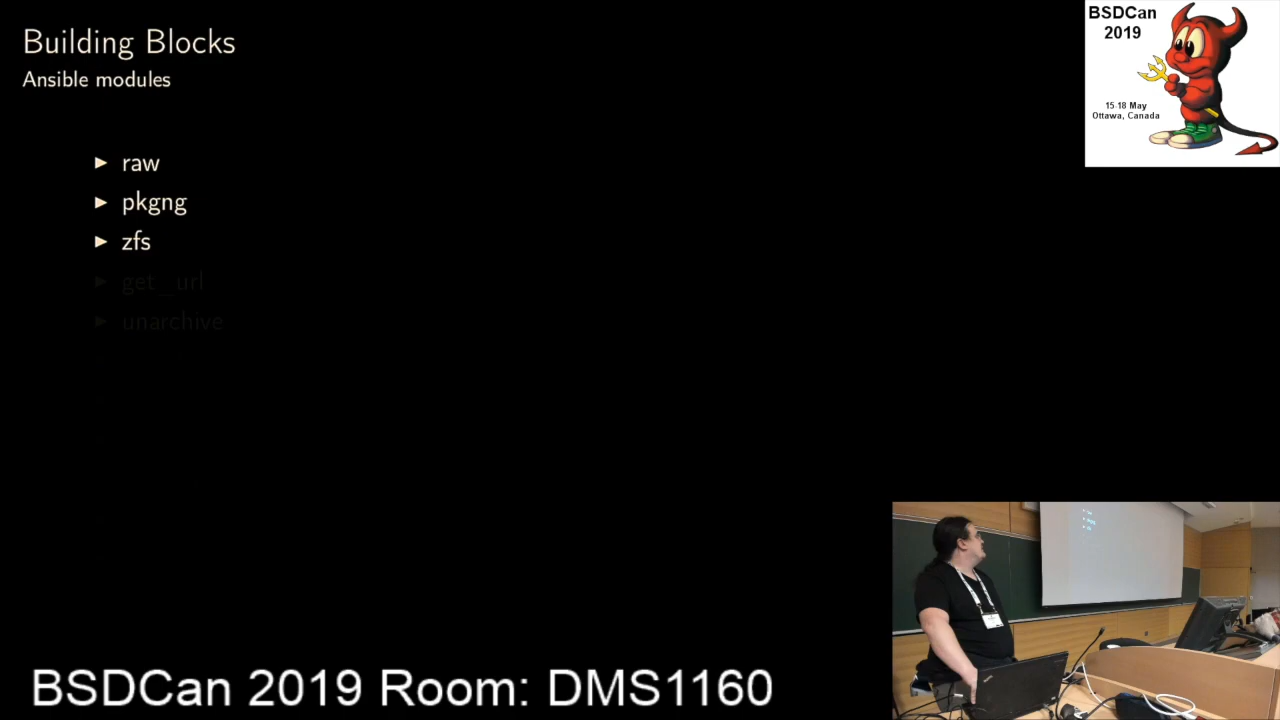 Building Blocks
Ansible modules
► raw
► pkgng
► zfs
► get_url
► unarchive
BSDCan
2019
15-18 May
Ottawa, Canada
BSDCan 2019 Room: DMS1160